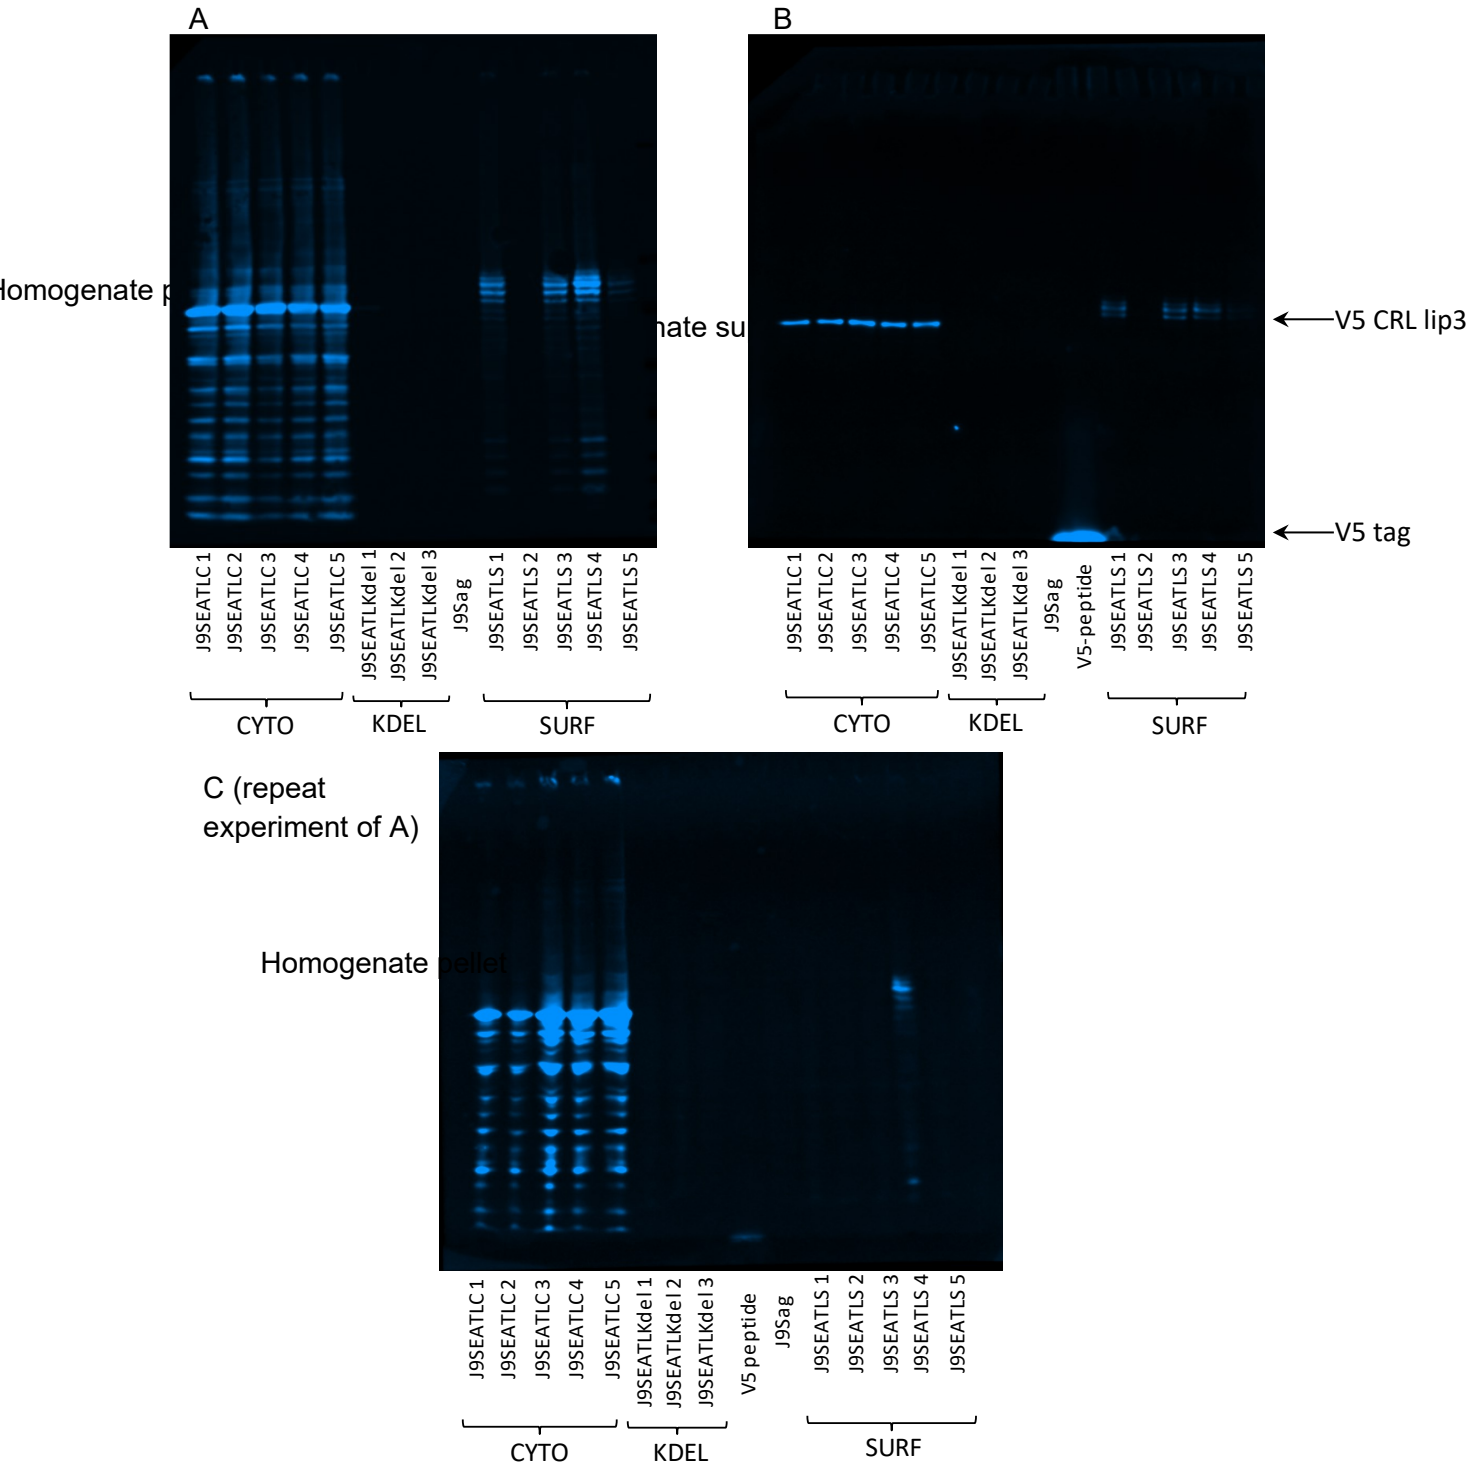 A
B
Homogenate pellet
nate su
V5 CRL lip3
V5 tag
J9SEATLC 1
J9SEATLC 2
J9SEATLC 3
J9SEATLC 4
J9SEATLC 5
J9SEATLKdel 1
J9SEATLKdel 2
J9SEATLKdel 3
J9Sag
J9SEATLS 1
J9SEATLS 2
J9SEATLS 3
J9SEATLS 4
J9SEATLS 5
J9SEATLC 1
J9SEATLC 2
J9SEATLC 3
J9SEATLC 4
J9SEATLC 5
J9SEATLKdel 1
J9SEATLKdel 2
J9SEATLKdel 3
J9Sag
V5-peptide
J9SEATLS 1
J9SEATLS 2
J9SEATLS 3
J9SEATLS 4
J9SEATLS 5
CYTO
KDEL
SURF
CYTO
KDEL
SURF
C (repeat
experiment of A)
Homogenate pellet
J9SEATLC 1
J9SEATLC 2
J9SEATLC 3
J9SEATLC 4
J9SEATLC 5
J9SEATLKdel 1
J9SEATLKdel 2
J9SEATLKdel 3
V5 peptide
J9Sag
J9SEATLS 1
J9SEATLS 2
J9SEATLS 3
J9SEATLS 4
J9SEATLS 5
CYTO
KDEL
SURF